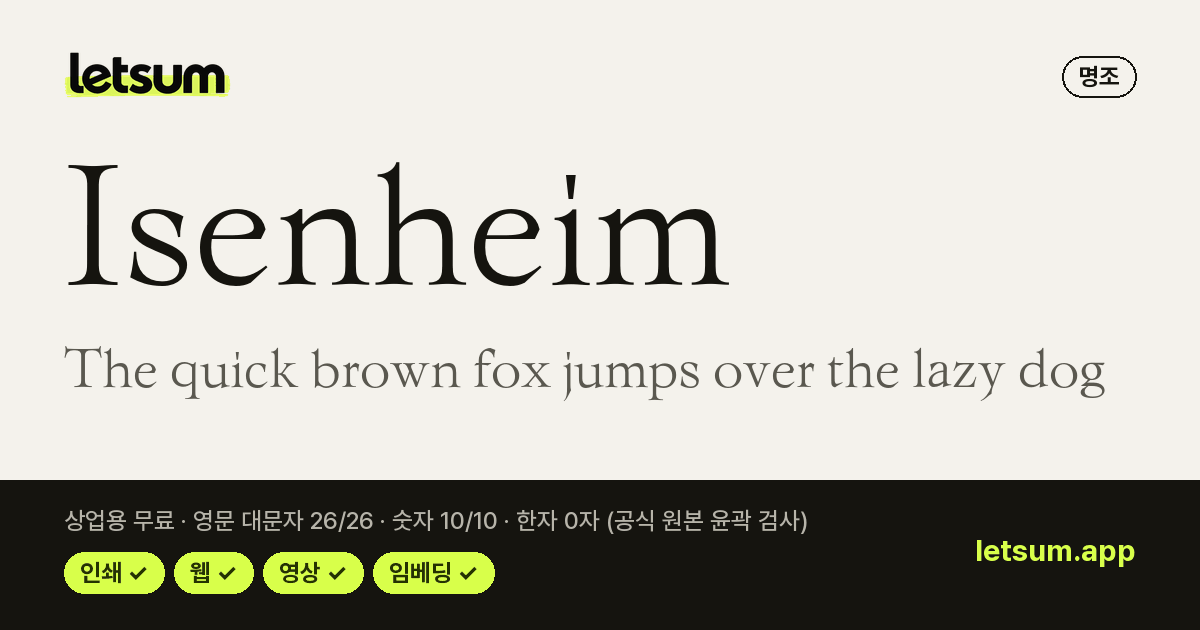 letsum
명조
Isenheim
The quick brown fox jumps over the lazy dog
상업용 무료 · 영문 대문자 26/26 · 숫자 10/10 · 한자 0자 (공식 원본 윤곽 검사)
인쇄 ✓ 웹 ✓ 영상 ✓ 임베딩 ✓
letsum.app